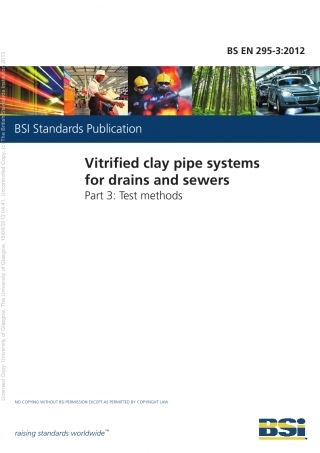 BS EN 295-3:2012
BSI Standards Publication
Vitrified clay pipe systems
for drains and sewers
Part 3: Test methods
NO COPYING WITHOUT BSI PERMISSION EXCEPT AS PERMITTED BY COPYRIGHT LAW
raising standards worldwide™
BSi